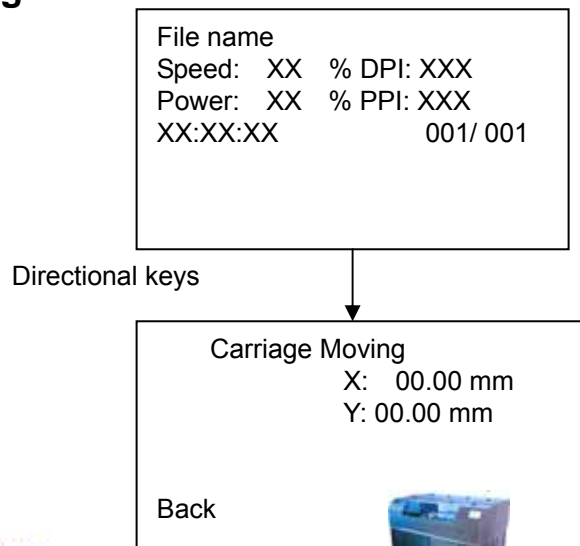 g
File name
Speed: XX % DPI: XXX
Power: XX % PPI: XXX
XX:XX:XX 001/ 001
Directional keys
Carriage Moving
X: 00.00 mm
Y: 00.00 mm
Back